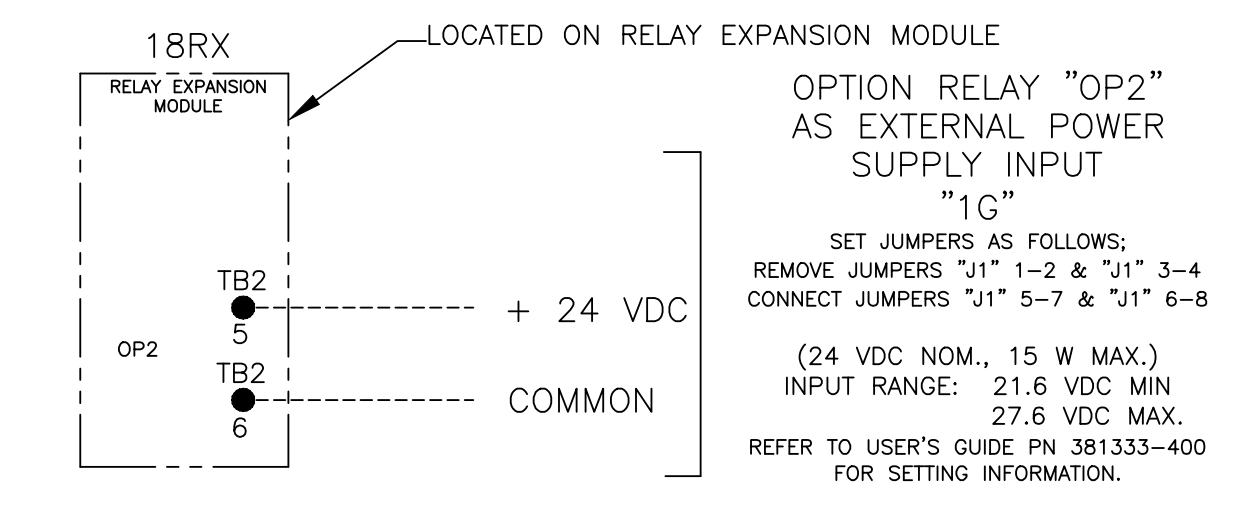 18RX
RELAY EXPANSION
MODULE
LOCATED ON RELAY EXPANSION MODULE
TB2
5
OP2
TB2
6
+ 24 VDC
COMMON
OPTION RELAY "OP2"
AS EXTERNAL POWER
SUPPLY INPUT
"1G"
SET JUMPERS AS FOLLOWS;
REMOVE JUMPERS "J1" 1–2 & "J1" 3–4
CONNECT JUMPERS "J1" 5–7 & "J1" 6–8
(24 VDC NOM., 15 W MAX.)
INPUT RANGE: 21.6 VDC MIN
27.6 VDC MAX.
REFER TO USER'S GUIDE PN 381333–400
FOR SETTING INFORMATION.